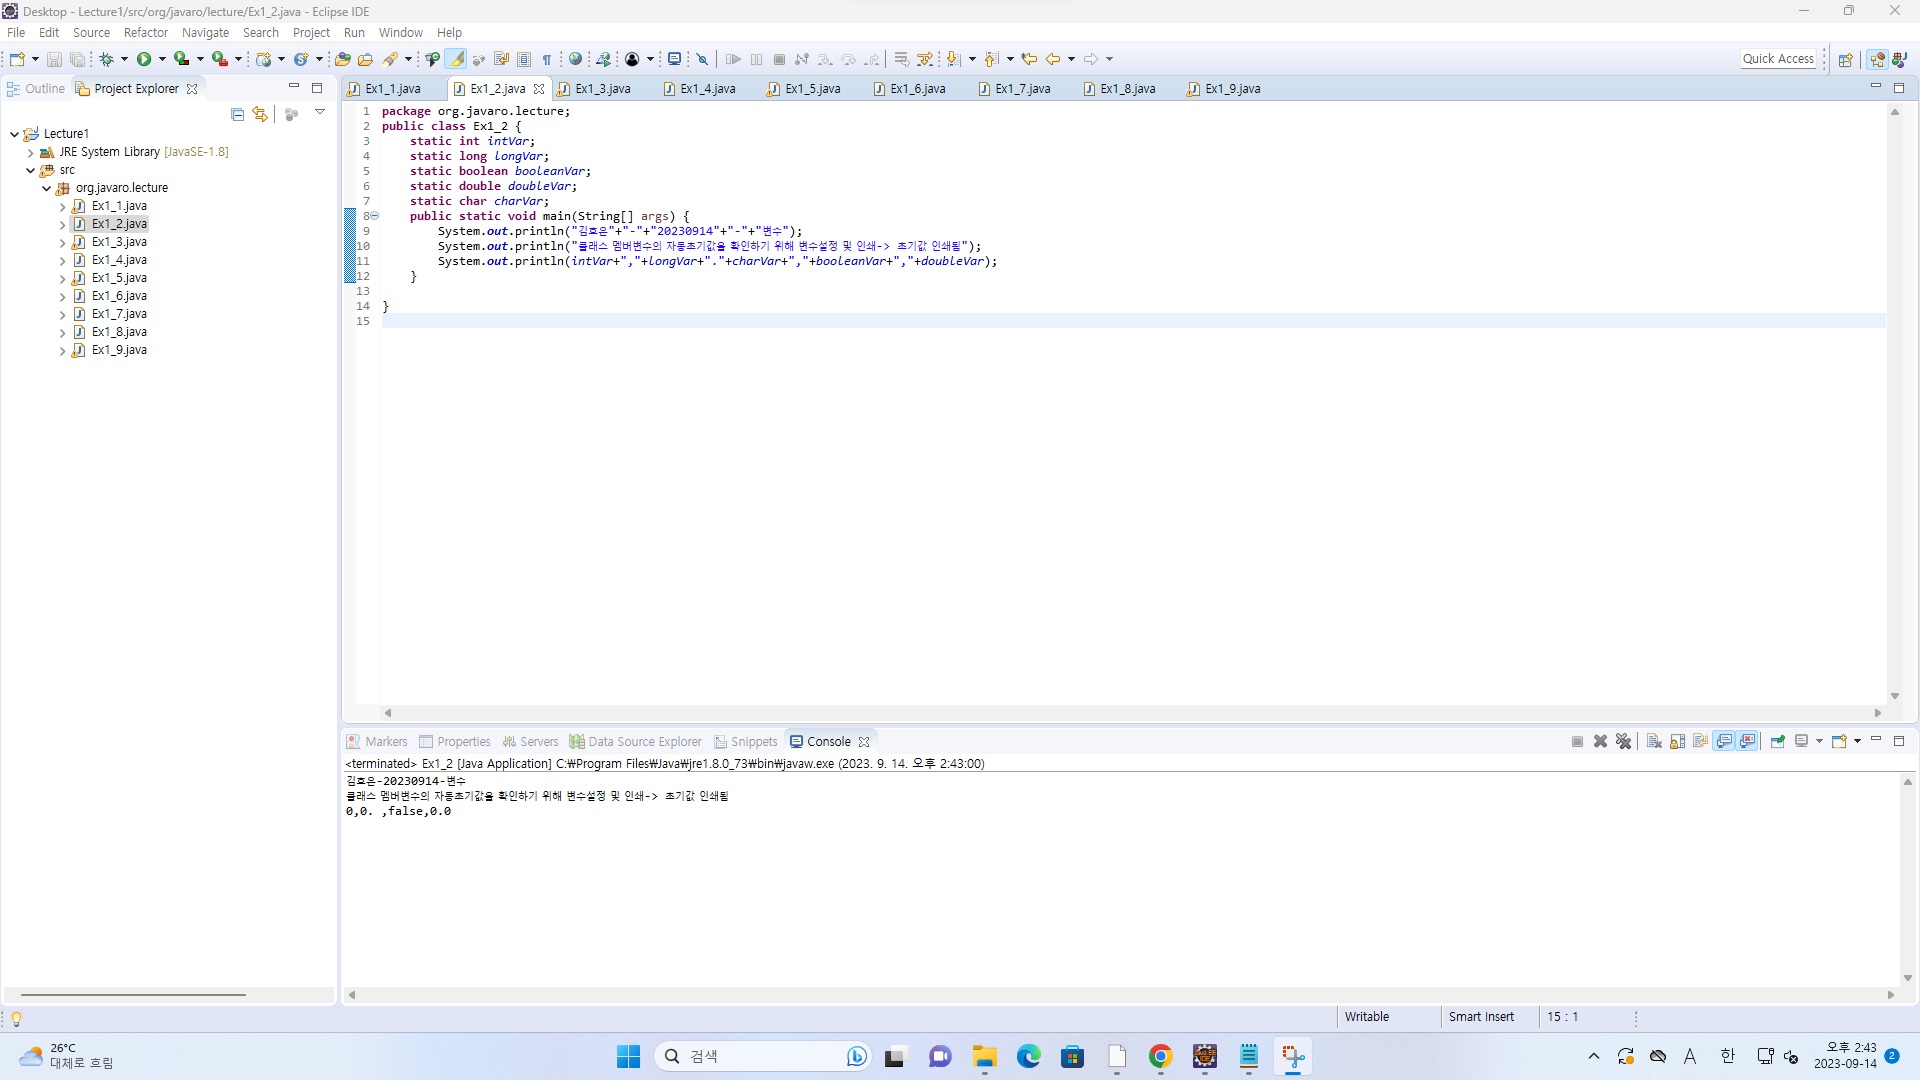 Desktop - Lecture1/src/org/javaro/lecture/Ex1_2.java - Eclipse IDE
File Edit Source Refactor Navigate Search Project Run Window Help
Quick Access
Outline Project Explorer
Ex1_1.java Ex1_2.java Ex1_3.java Ex1_4.java Ex1_5.java Ex1_6.java Ex1_7.java Ex1_8.java Ex1_9.java
Lecture1
JRE System Library [JavaSE-1.8]
src
org.javaro.lecture
Ex1_1.java
Ex1_2.java
Ex1_3.java
Ex1_4.java
Ex1_5.java
Ex1_6.java
Ex1_7.java
Ex1_8.java
Ex1_9.java
1 package org.javaro.lecture;
2 public class Ex1_2 {
3 static int intVar;
4 static long longVar;
5 static boolean booleanVar;
6 static double doubleVar;
7 static char charVar;
8 public static void main(String[] args) {
9 System.out.println("김효은"+"-"+"20230914"+"-"+"변수");
10 System.out.println("클래스 멤버변수의 자동초기값을 확인하기 위해 변수설정 및 인쇄-> 초기값 인쇄됨");
11 System.out.println(intVar+","+longVar+"."+charVar+","+booleanVar+","+doubleVar);
12 }
13
14 }
15
Markers Properties Servers Data Source Explorer Snippets Console
<terminated> Ex1_2 [Java Application] C:₩Program Files₩Java₩jre1.8.0_73₩bin₩javaw.exe (2023. 9. 14. 오후 2:43:00)
김효은-20230914-변수
클래스 멤버변수의 자동초기값을 확인하기 위해 변수설정 및 인쇄-> 초기값 인쇄됨
0,0. ,false,0.0
Writable Smart Insert 15 : 1
26°C
대체로 흐림
검색
A 한
오후 2:43
2023-09-14
2